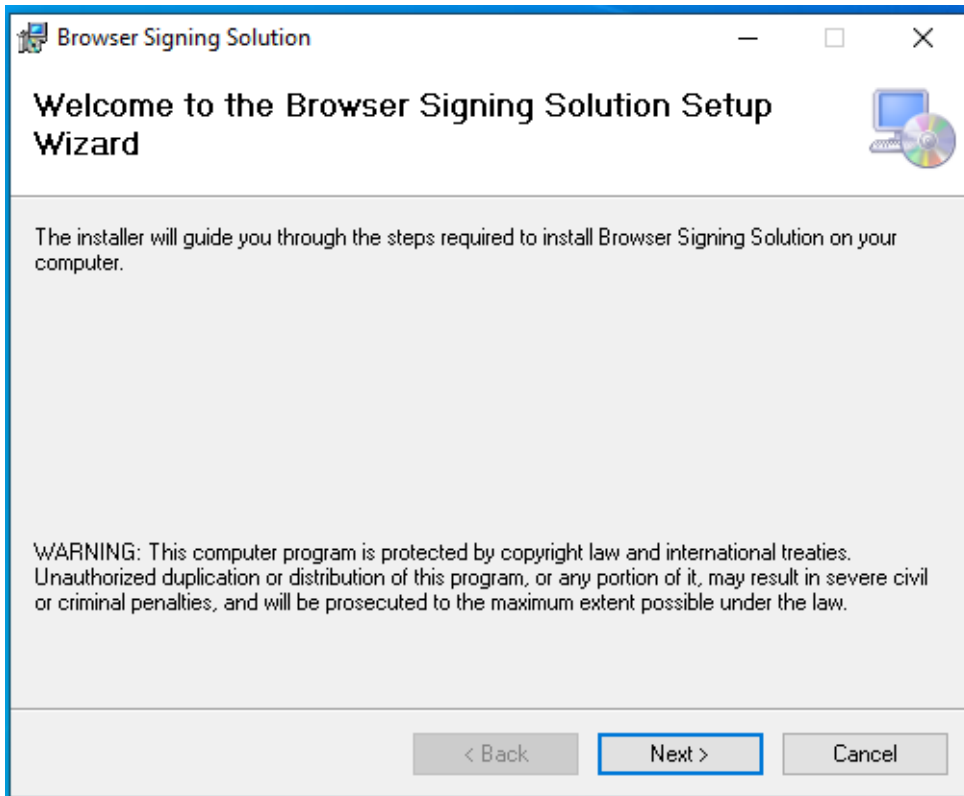 Browser Signing Solution
Welcome to the Browser Signing Solution Setup
Wizard
The installer will guide you through the steps required to install Browser Signing Solution on your
computer.
WARNING: This computer program is protected by copyright law and international treaties.
Unauthorized duplication or distribution of this program, or any portion of it, may result in severe civil
or criminal penalties, and will be prosecuted to the maximum extent possible under the law.
< Back
Next >
Cancel